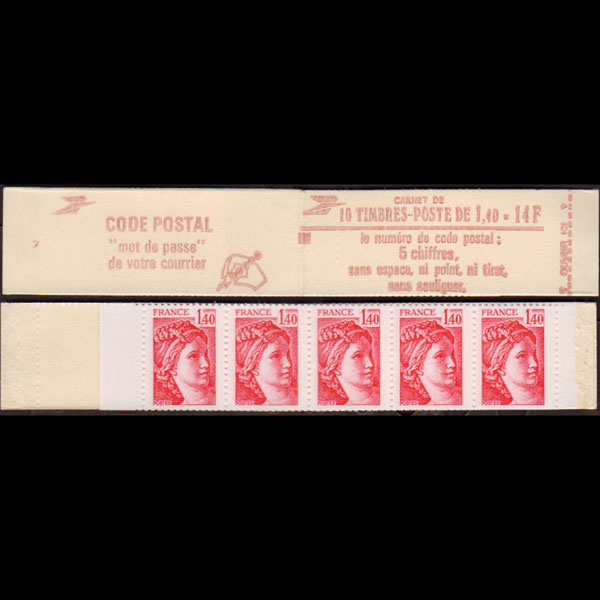 CODE POSTAL
"mot de passe"
de votre courrier
7
CARNET DE
10 TIMBRES-POSTE DE 1,40 = 14F
le numéro de code postal :
5 chiffres,
sans espace, ni point, ni tiret,
sans souligner.
FRANCE 1,40
FRANCE 1,40
FRANCE 1,40
FRANCE 1,40
FRANCE 1,40